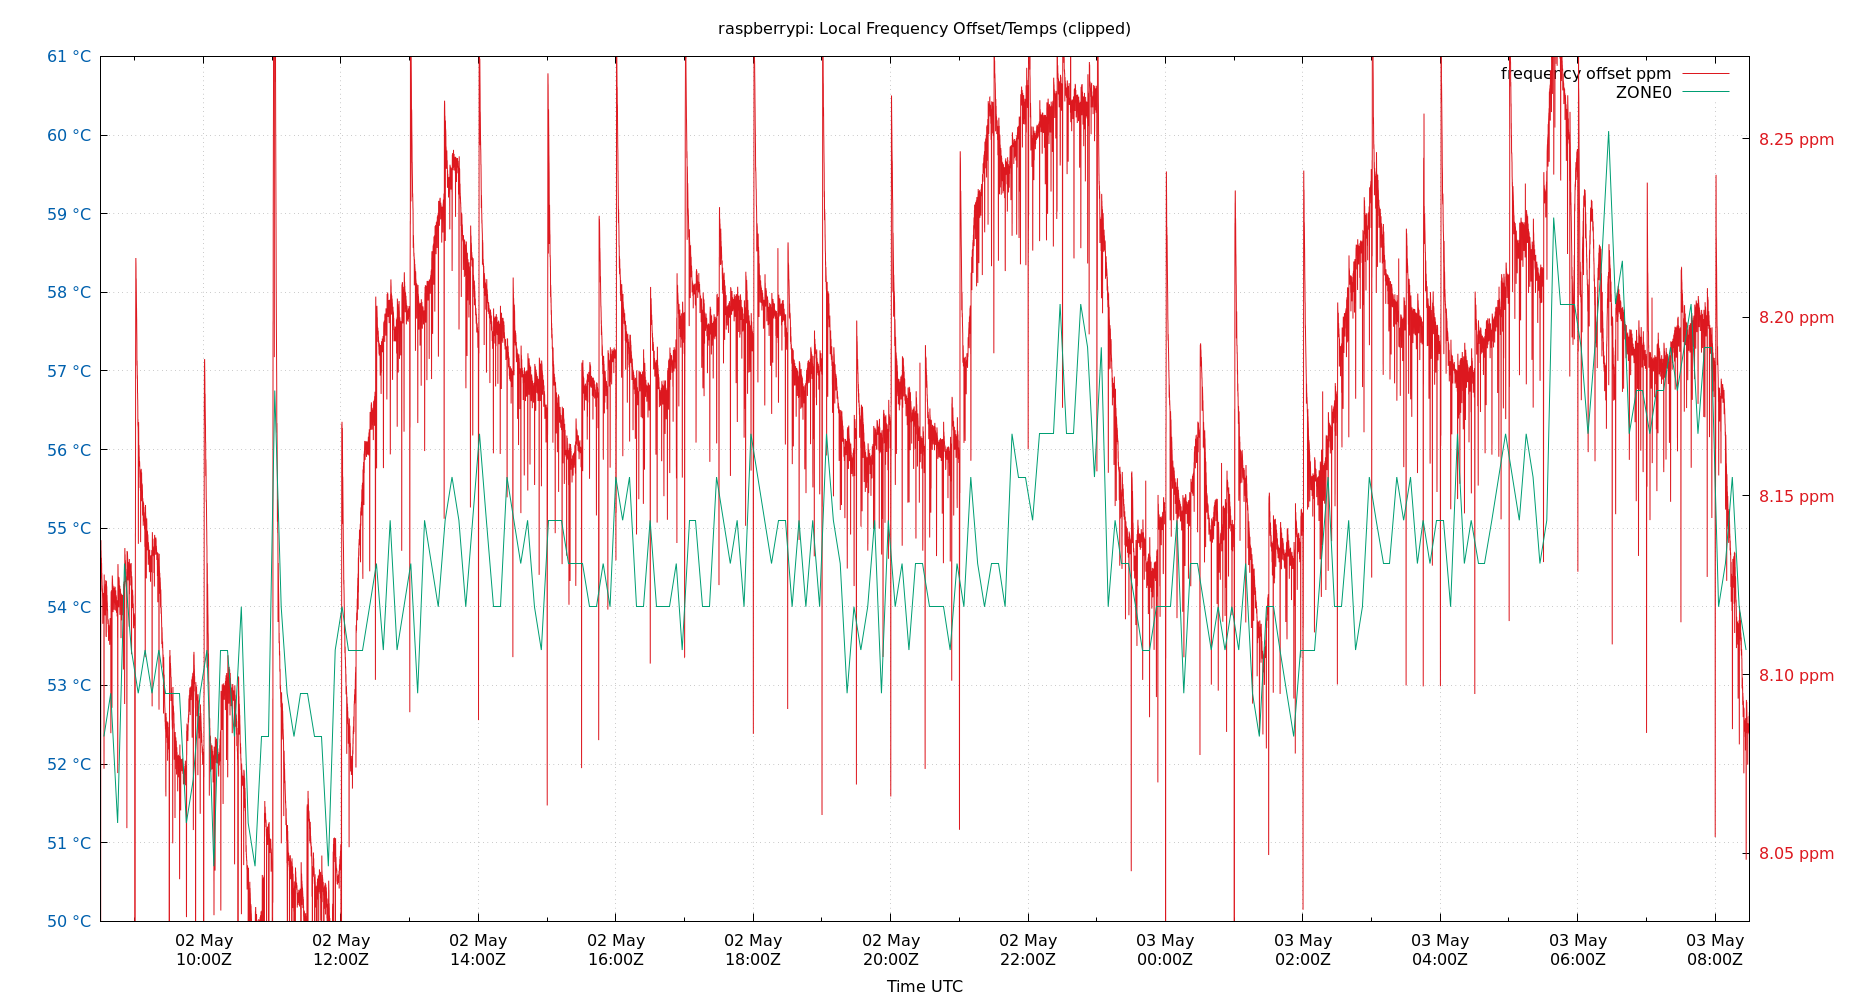 raspberrypi: Local Frequency Offset/Temps (clipped)
61 °C
60 °C
59 °C
58 °C
57 °C
56 °C
55 °C
54 °C
53 °C
52 °C
51 °C
50 °C
frequency offset ppm
ZONE0
8.25 ppm
8.20 ppm
8.15 ppm
8.10 ppm
8.05 ppm
02 May 02 May 02 May 02 May 02 May 02 May 02 May 03 May 03 May 03 May 03 May 03 May
10:00Z 12:00Z 14:00Z 16:00Z 18:00Z 20:00Z 22:00Z 00:00Z 02:00Z 04:00Z 06:00Z 08:00Z
Time UTC